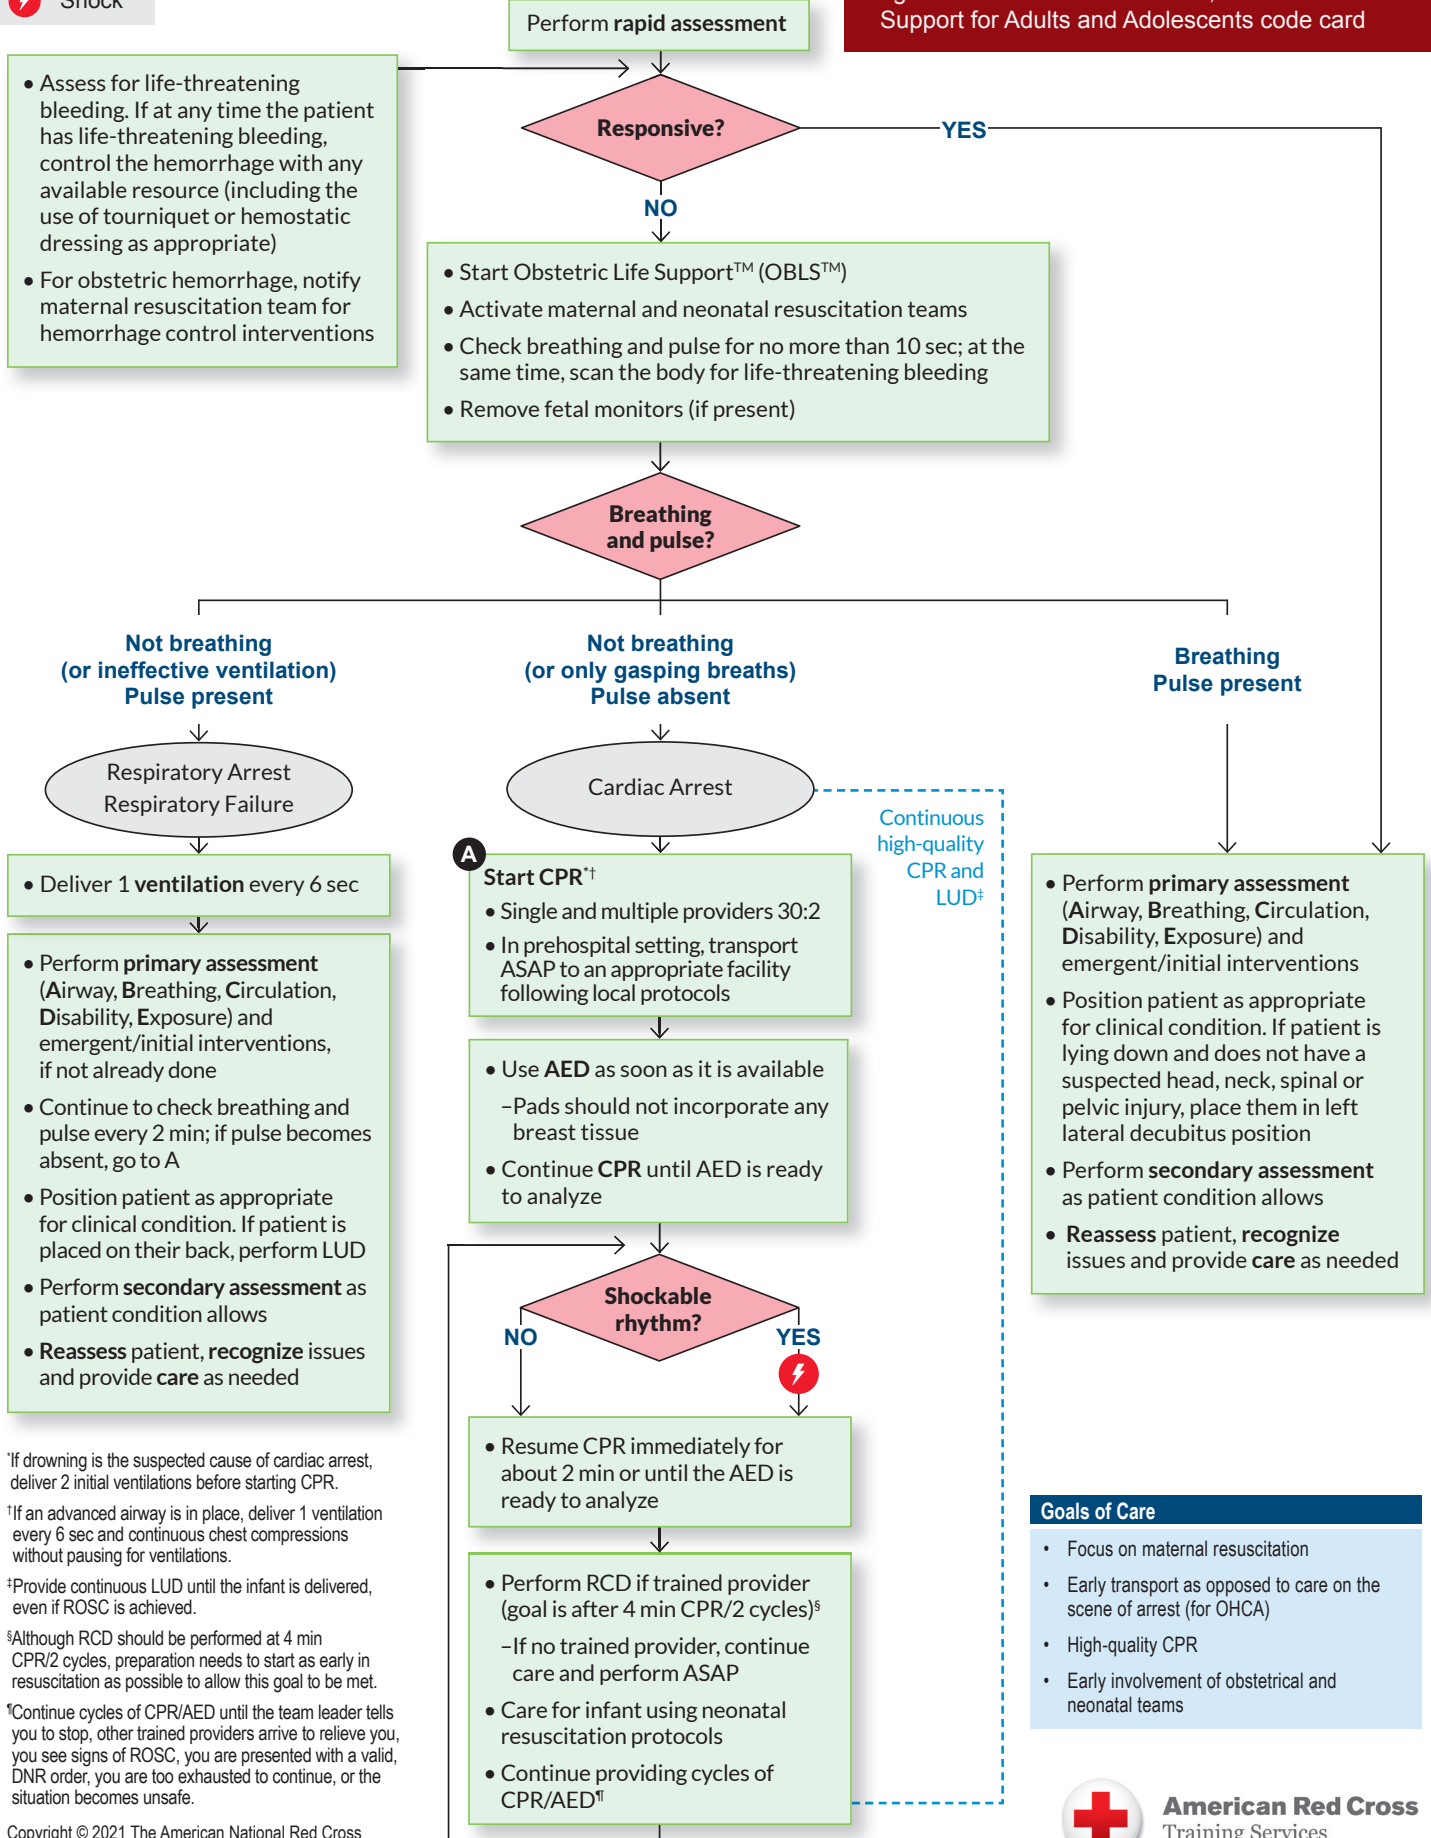 Shock
Perform rapid assessment
Support for Adults and Adolescents code card
• Assess for life-threatening
bleeding. If at any time the patient
has life-threatening bleeding,
control the hemorrhage with any
available resource (including the
use of tourniquet or hemostatic
dressing as appropriate)
• For obstetric hemorrhage, notify
maternal resuscitation team for
hemorrhage control interventions
Responsive?
YES
NO
• Start Obstetric Life Support™ (OBLS™)
• Activate maternal and neonatal resuscitation teams
• Check breathing and pulse for no more than 10 sec; at the
same time, scan the body for life-threatening bleeding
• Remove fetal monitors (if present)
Breathing
and pulse?
Not breathing
(or ineffective ventilation)
Pulse present
Not breathing
(or only gasping breaths)
Pulse absent
Breathing
Pulse present
Respiratory Arrest
Respiratory Failure
Cardiac Arrest
Continuous
high-quality
CPR and
LUD‡
• Deliver 1 ventilation every 6 sec
• Perform primary assessment
(Airway, Breathing, Circulation,
Disability, Exposure) and
emergent/initial interventions,
if not already done
• Continue to check breathing and
pulse every 2 min; if pulse becomes
absent, go to A
• Position patient as appropriate
for clinical condition. If patient is
placed on their back, perform LUD
• Perform secondary assessment as
patient condition allows
• Reassess patient, recognize issues
and provide care as needed
A
Start CPR*†
• Single and multiple providers 30:2
• In prehospital setting, transport
ASAP to an appropriate facility
following local protocols
• Use AED as soon as it is available
–Pads should not incorporate any
breast tissue
• Continue CPR until AED is ready
to analyze
Shockable
rhythm?
NO
YES
• Resume CPR immediately for
about 2 min or until the AED is
ready to analyze
• Perform RCD if trained provider
(goal is after 4 min CPR/2 cycles)§
–If no trained provider, continue
care and perform ASAP
• Care for infant using neonatal
resuscitation protocols
• Continue providing cycles of
CPR/AED¶
• Perform primary assessment
(Airway, Breathing, Circulation,
Disability, Exposure) and
emergent/initial interventions
• Position patient as appropriate
for clinical condition. If patient is
lying down and does not have a
suspected head, neck, spinal or
pelvic injury, place them in left
lateral decubitus position
• Perform secondary assessment
as patient condition allows
• Reassess patient, recognize
issues and provide care as needed
*If drowning is the suspected cause of cardiac arrest,
deliver 2 initial ventilations before starting CPR.
†If an advanced airway is in place, deliver 1 ventilation
every 6 sec and continuous chest compressions
without pausing for ventilations.
‡Provide continuous LUD until the infant is delivered,
even if ROSC is achieved.
§Although RCD should be performed at 4 min
CPR/2 cycles, preparation needs to start as early in
resuscitation as possible to allow this goal to be met.
¶Continue cycles of CPR/AED until the team leader tells
you to stop, other trained providers arrive to relieve you,
you see signs of ROSC, you are presented with a valid,
DNR order, you are too exhausted to continue, or the
situation becomes unsafe.
Copyright © 2021 The American National Red Cross
Goals of Care
• Focus on maternal resuscitation
• Early transport as opposed to care on the
scene of arrest (for OHCA)
• High-quality CPR
• Early involvement of obstetrical and
neonatal teams
American Red Cross
Training Services